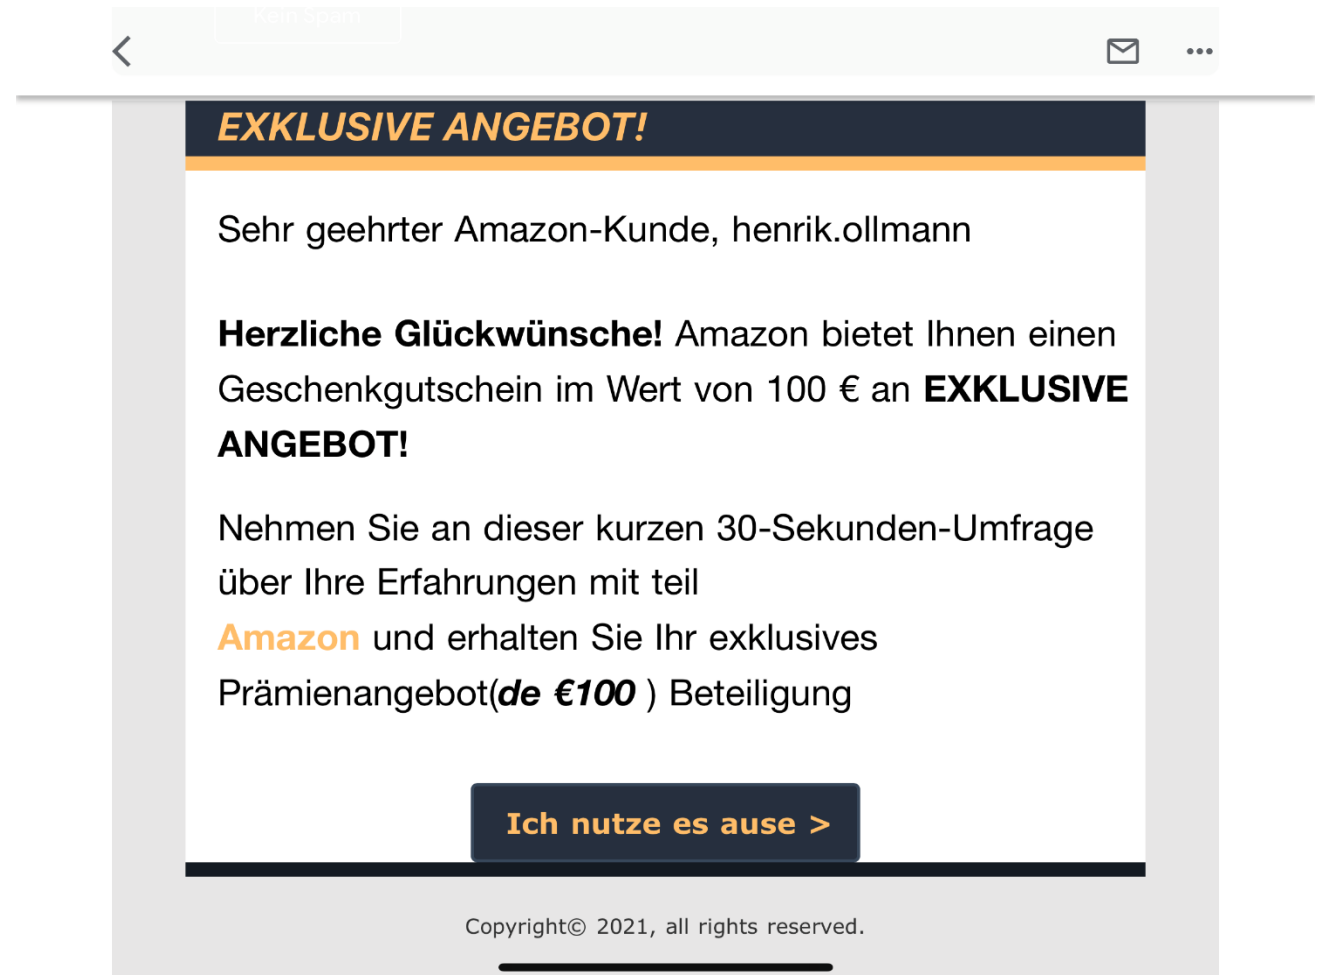 Kein Spam
EXKLUSIVE ANGEBOT!
Sehr geehrter Amazon-Kunde, henrik.ollmann
Herzliche Glückwünsche! Amazon bietet Ihnen einen
Geschenkgutschein im Wert von 100 € an EXKLUSIVE
ANGEBOT!
Nehmen Sie an dieser kurzen 30-Sekunden-Umfrage
über Ihre Erfahrungen mit teil
Amazon und erhalten Sie Ihr exklusives
Prämienangebot(de €100 ) Beteiligung
Ich nutze es ause >
Copyright© 2021, all rights reserved.